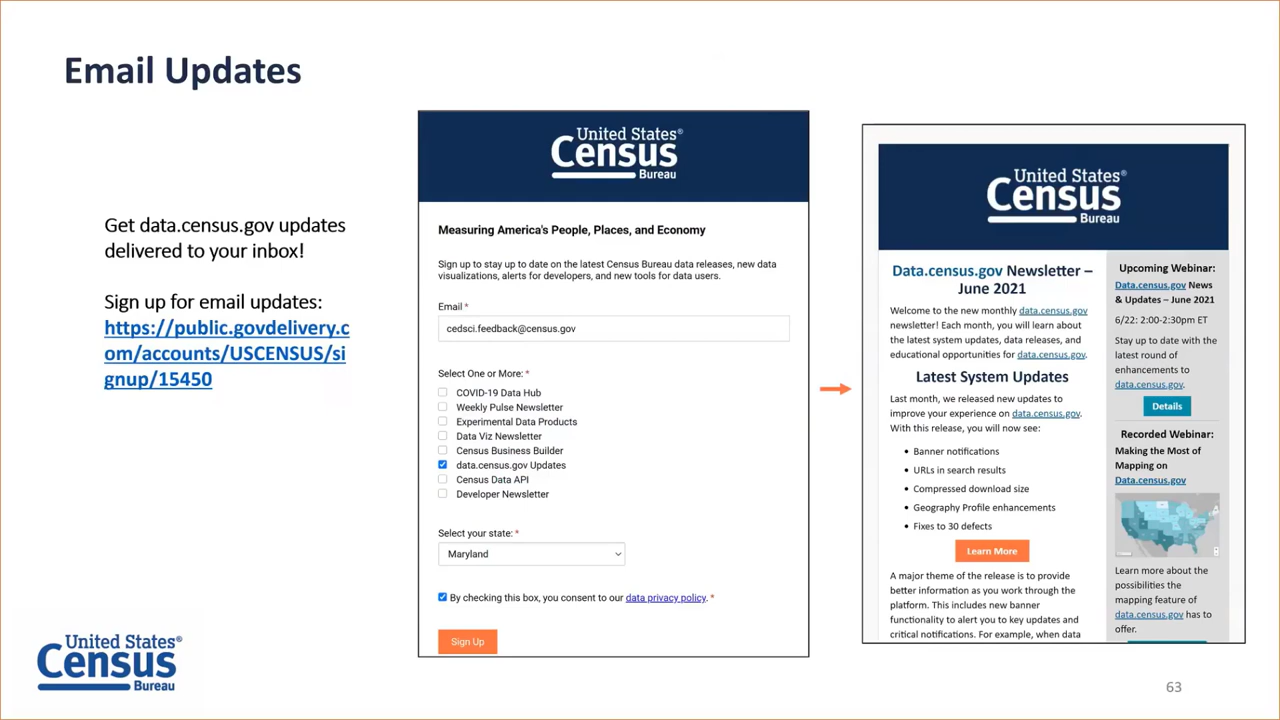 Email Updates
Get data.census.gov updates
delivered to your inbox!
Sign up for email updates:
https://public.govdelivery.c
om/accounts/USCENSUS/si
gnup/15450
United States®
Census
Bureau
Measuring America's People, Places, and Economy
Sign up to stay up to date on the latest Census Bureau data releases, new data
visualizations, alerts for developers, and new tools for data users.
Email *
cedsci.feedback@census.gov
Select One or More: *
COVID-19 Data Hub
Weekly Pulse Newsletter
Experimental Data Products
Data Viz Newsletter
Census Business Builder
data.census.gov Updates
Census Data API
Developer Newsletter
Select your state: *
Maryland
By checking this box, you consent to our data privacy policy. *
Sign Up
United States®
Census
Bureau
Data.census.gov Newsletter –
June 2021
Welcome to the new monthly data.census.gov
newsletter! Each month, you will learn about
the latest system updates, data releases, and
educational opportunities for data.census.gov.
Latest System Updates
Last month, we released new updates to
improve your experience on data.census.gov.
With this release, you will now see:
• Banner notifications
• URLs in search results
• Compressed download size
• Geography Profile enhancements
• Fixes to 30 defects
Learn More
A major theme of the release is to provide
better information as you work through the
platform. This includes new banner
functionality to alert you to key updates and
critical notifications. For example, when data
Upcoming Webinar:
Data.census.gov News
& Updates – June 2021
6/22: 2:00-2:30pm ET
Stay up to date with the
latest round of
enhancements to
data.census.gov.
Details
Recorded Webinar:
Making the Most of
Mapping on
Data.census.gov
Learn more about the
possibilities the
mapping feature of
data.census.gov has to
offer.
United States®
Census
Bureau
63